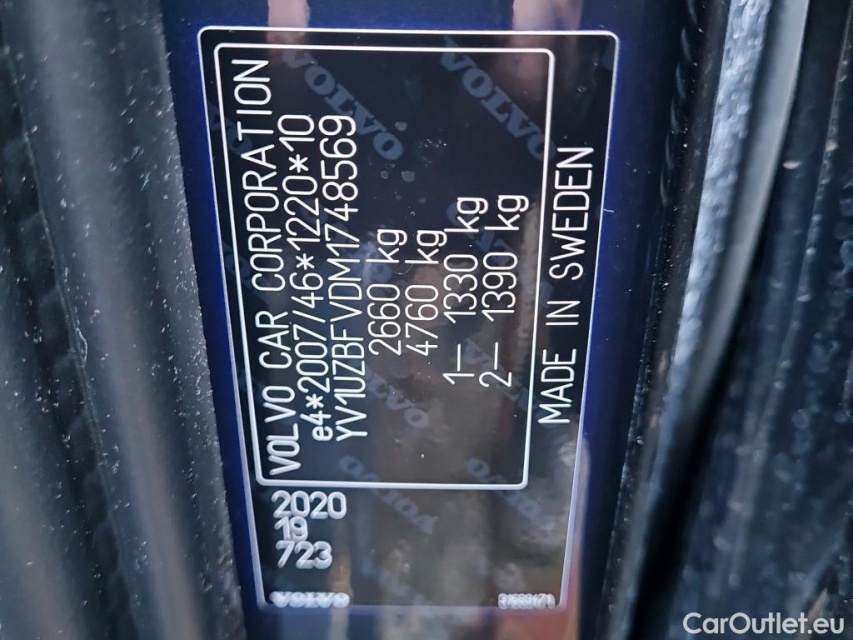 VOLVO CAR CORPORATION
e4*2007/46*1220*10
YV1UZBFVDM1748569
2660 kg
4760 kg
1— 1330 kg
2— 1390 kg
MADE IN SWEDEN
2020
19
723
VOLVO
CarOutlet.eu